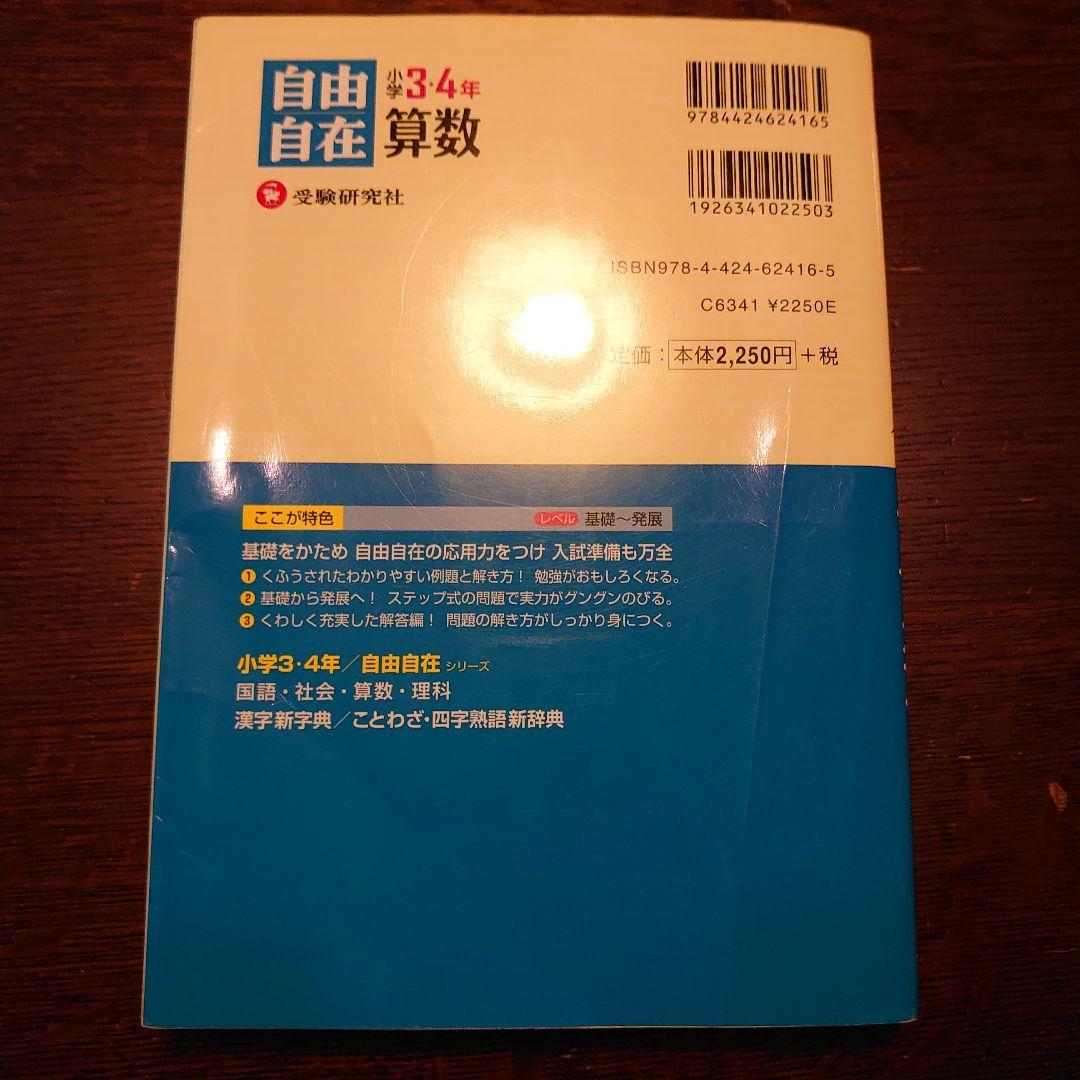 自由
自在
小学3・4年
算数
受験研究社
9784424624165
1926341022503
ISBN978-4-424-62416-5
C6341 ¥2250E
定価：本体2,250円＋税
ここが特色
レベル 基礎〜発展
基礎をかため 自由自在の応用力をつけ 入試準備も万全
❶ くふうされたわかりやすい例題と解き方！ 勉強がおもしろくなる。
❷ 基礎から発展へ！ ステップ式の問題で実力がグングンのびる。
❸ くわしく充実した解答編！ 問題の解き方がしっかり身につく。
小学3・4年／自由自在 シリーズ
国語・社会・算数・理科
漢字新字典／ことわざ・四字熟語新辞典